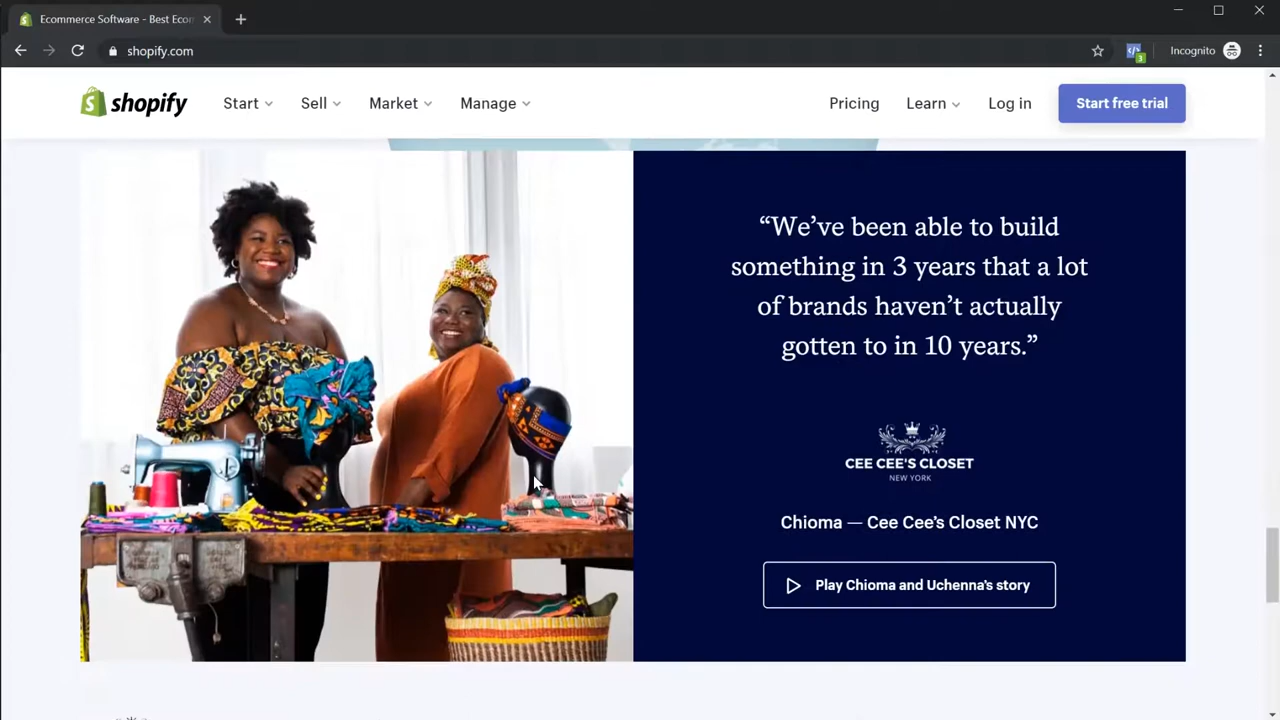 Ecommerce Software - Best Ecom
shopify.com
Incognito
3
shopify
Start
Sell
Market
Manage
Pricing
Learn
Log in
Start free trial
“We’ve been able to build
something in 3 years that a lot
of brands haven’t actually
gotten to in 10 years.”
CEE CEE'S CLOSET
NEW YORK
Chioma — Cee Cee’s Closet NYC
Play Chioma and Uchenna’s story